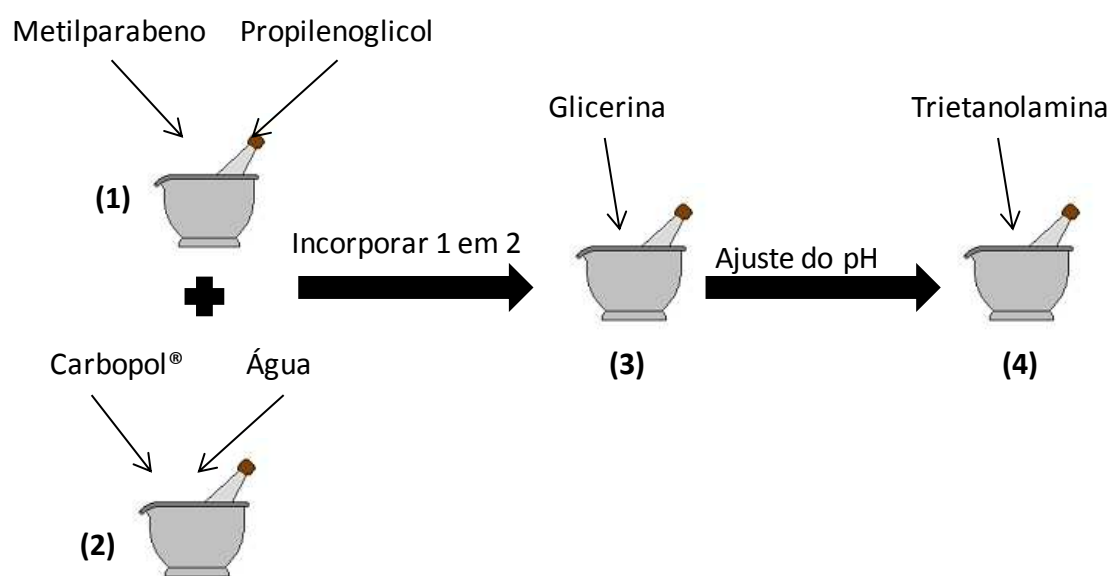 Metilparabeno Propilenoglicol
(1)
Glicerina
Trietanolamina
Incorporar 1 em 2
Ajuste do pH
(3)
(4)
Carbopol® Água
(2)